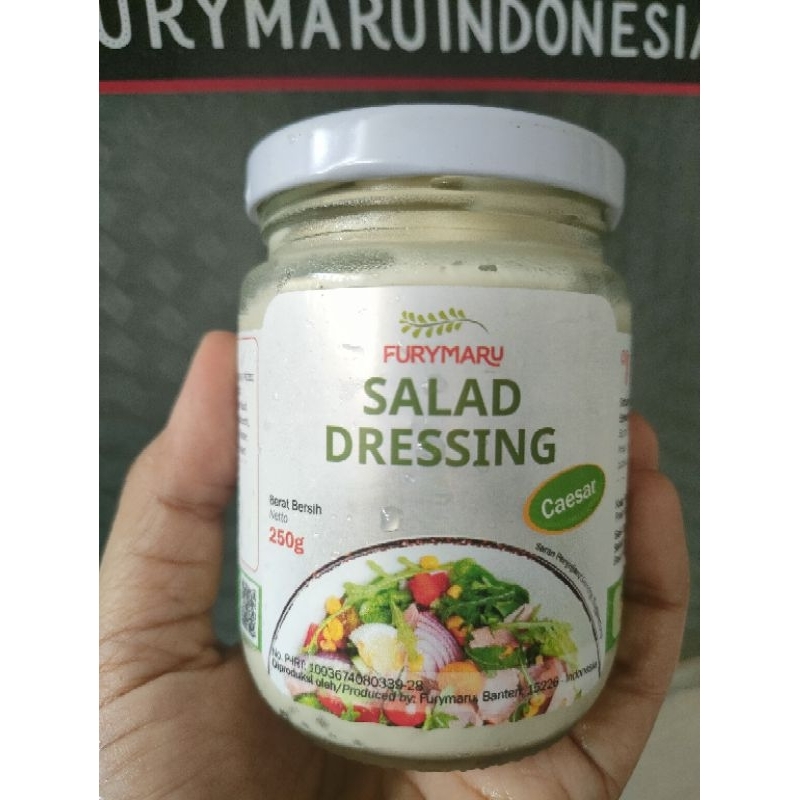 URYMARUINDONESIA
FURYMARU
SALAD
DRESSING
Caesar
Berat Bersih
Netto
250g
No. P-IRT: 1093674080339-28
Diproduksi oleh/Produced by: Furymaru, Banten, 15226 - Indonesia